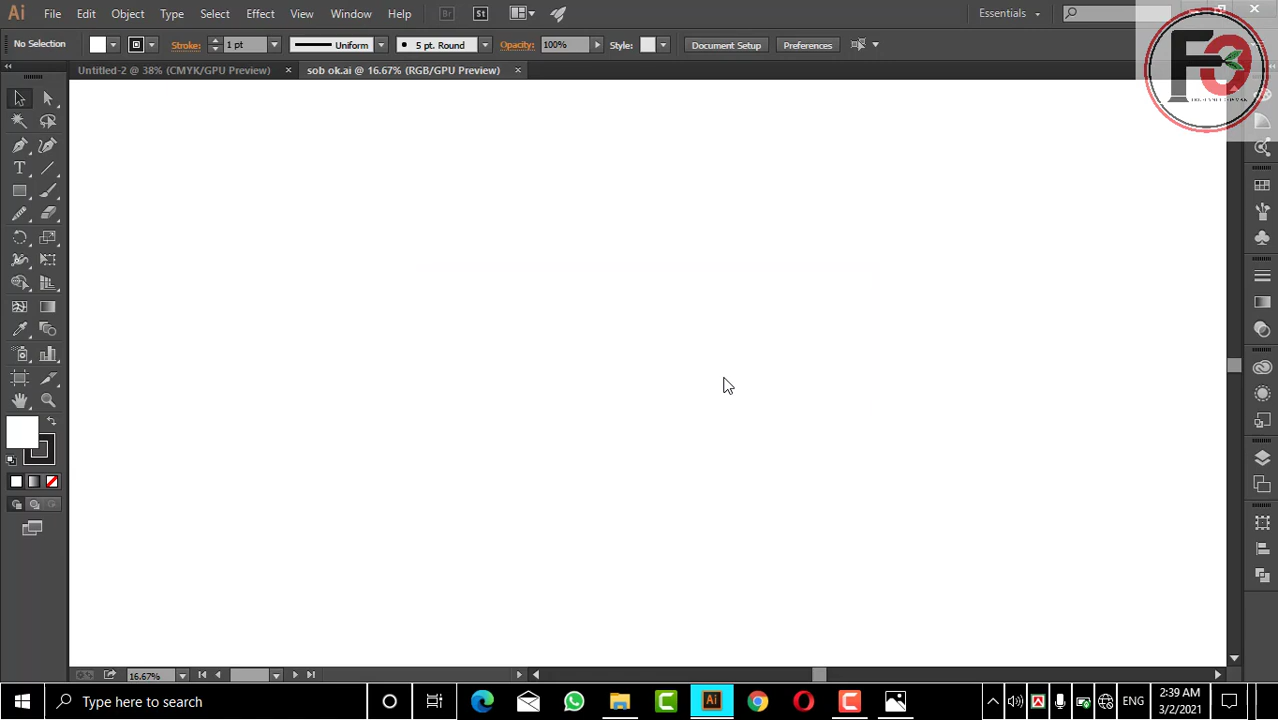 Ai File Edit Object Type Select Effect View Window Help Br St Essentials
No Selection Stroke: 1 pt Uniform 5 pt. Round Opacity: 100% Style: Document Setup Preferences
Untitled-2 @ 38% (CMYK/GPU Preview) × sob ok.ai @ 16.67% (RGB/GPU Preview) ×
16.67%
Type here to search Ai ENG 2:39 AM
3/2/2021